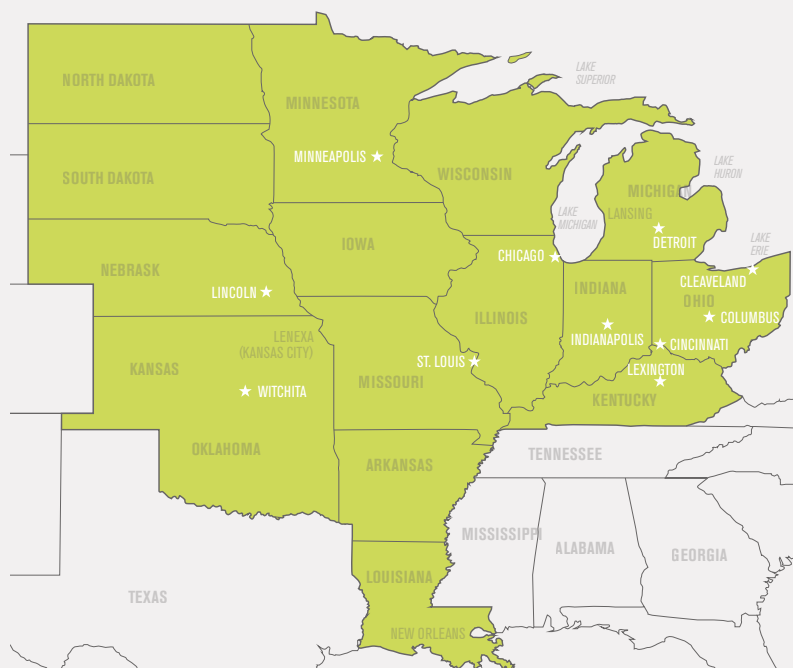 NORTH DAKOTA
MINNESOTA
LAKE
SUPERIOR
MINNEAPOLIS
SOUTH DAKOTA
WISCONSIN
MICHIGAN
LAKE
HURON
LANSING
LAKE
MICHIGAN
DETROIT
LAKE
ERIE
IOWA
CHICAGO
NEBRASK
LINCOLN
CLEAVELAND
INDIANA
OHIO
ILLINOIS
COLUMBUS
LENEXA
(KANSAS CITY)
INDIANAPOLIS
CINCINNATI
ST. LOUIS
KANSAS
LEXINGTON
MISSOURI
WITCHITA
KENTUCKY
OKLAHOMA
TENNESSEE
ARKANSAS
MISSISSIPPI
ALABAMA
GEORGIA
LOUISIANA
TEXAS
NEW ORLEANS